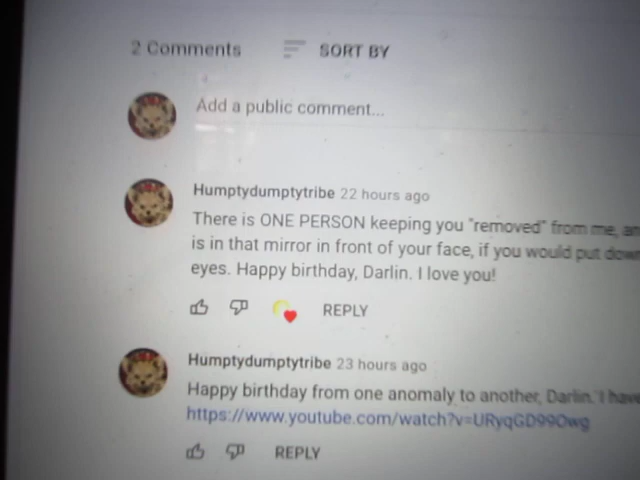 2 Comments SORT BY
Add a public comment...
Humptydumptytribe 22 hours ago
There is ONE PERSON keeping you "removed" from me,
is in that mirror in front of your face, if you would put down
eyes. Happy birthday, Darlin. I love you!
REPLY
Humptydumptytribe 23 hours ago
Happy birthday from one anomaly to another, Darlin. I have
https://www.youtube.com/watch?v=URyqGD99Owg
REPLY